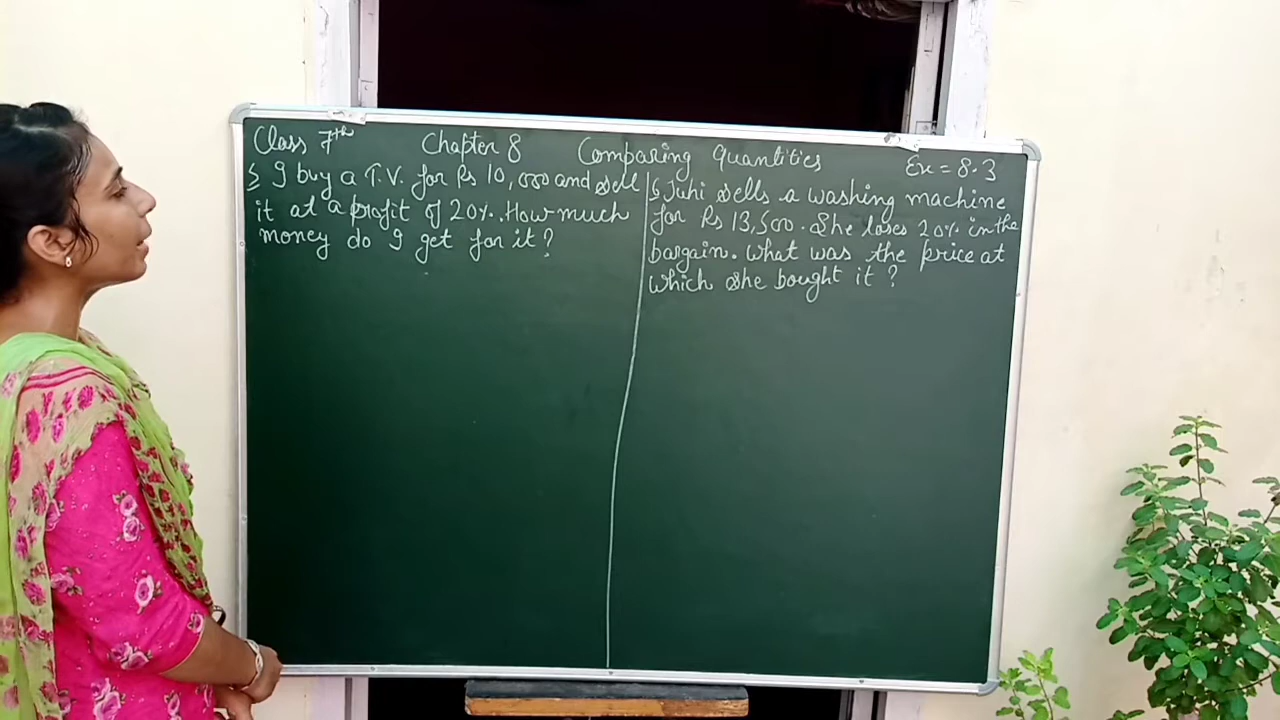 Class 7th Chapter 8 Comparing Quantities Ex = 8.3
5 I buy a T.V. for Rs 10,000 and sell
it at a profit of 20%. How much
money do I get for it?
6 Juhi sells a washing machine
for Rs 13,500. She loses 20% in the
bargain. What was the price at
which she bought it ?